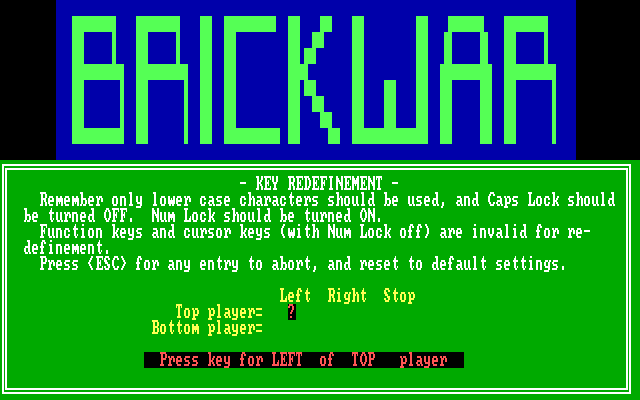 BRICKWAR
- KEY REDEFINEMENT -
Remember only lower case characters should be used, and Caps Lock should
be turned OFF. Num Lock should be turned ON.
Function keys and cursor keys (with Num Lock off) are invalid for re-
definement.
Press <ESC> for any entry to abort, and reset to default settings.
Left Right Stop
Top player= ?
Bottom player=
Press key for LEFT of TOP player